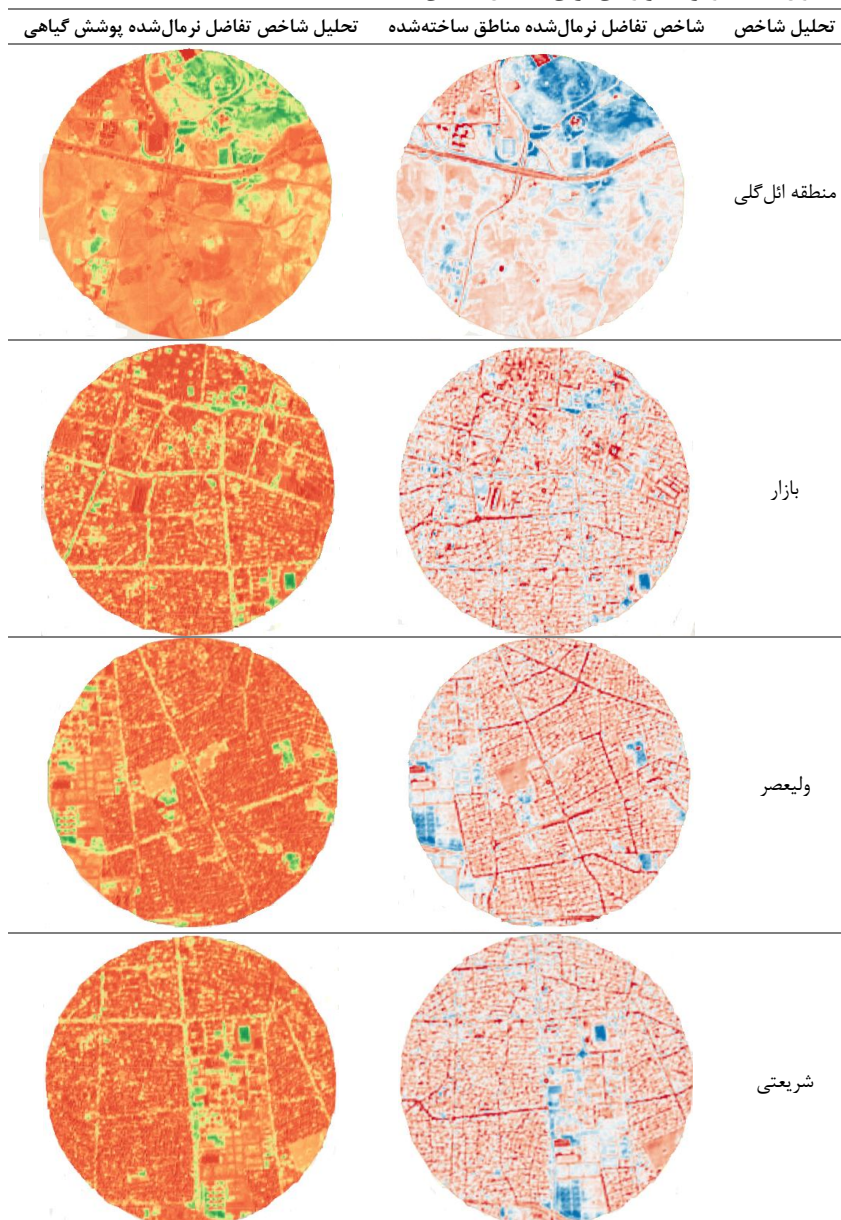 تحلیل شاخص شاخص تفاضل نرمال‌شده مناطق ساخته‌شده تحلیل شاخص تفاضل نرمال‌شده پوشش گیاهی
منطقه ائل‌گلی
بازار
ولیعصر
شریعتی